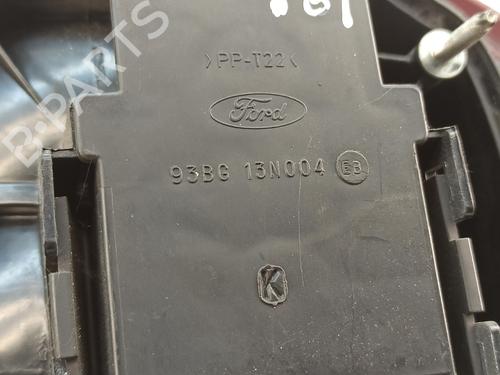 >PP-T22<
Ford
93BG 13N004 EB
K
B-PARTS